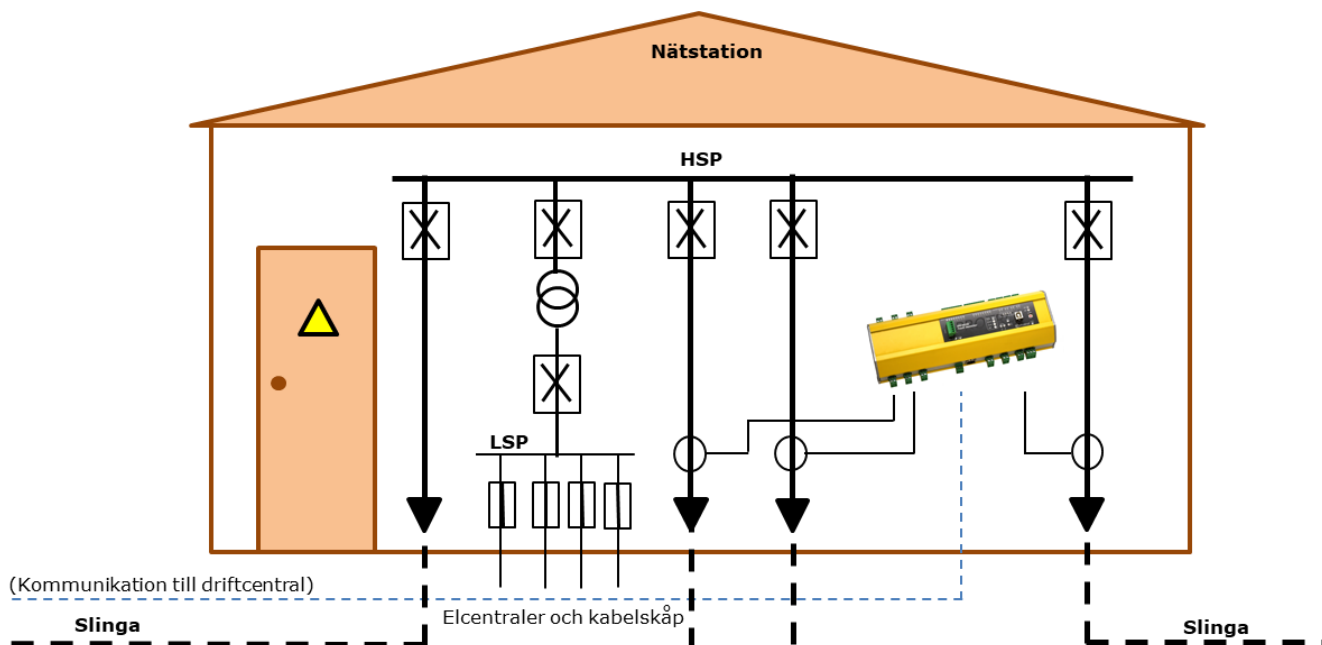 Nätstation
HSP
LSP
(Kommunikation till driftcentral)
Elcentraler och kabelskåp
Slinga
Slinga